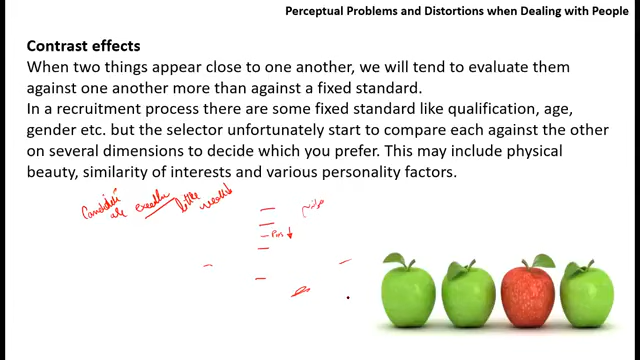 Perceptual Problems and Distortions when Dealing with People
Contrast effects
When two things appear close to one another, we will tend to evaluate them
against one another more than against a fixed standard.
In a recruitment process there are some fixed standard like qualification, age,
gender etc. but the selector unfortunately start to compare each against the other
on several dimensions to decide which you prefer. This may include physical
beauty, similarity of interests and various personality factors.